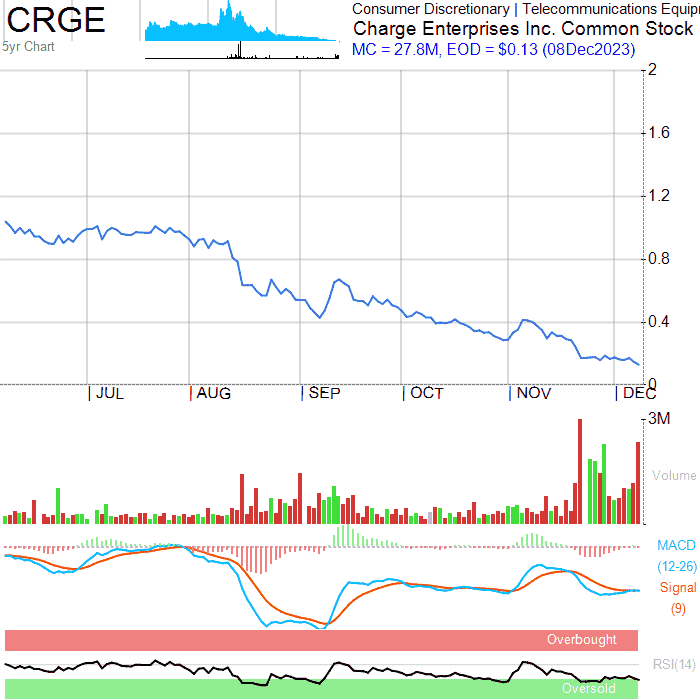 CRGE
5yr Chart
Consumer Discretionary | Telecommunications Equip
Charge Enterprises Inc. Common Stock
MC = 27.8M, EOD = $0.13 (08Dec2023)
2
1.6
1.2
0.8
0.4
0
JUL AUG SEP OCT NOV DEC
3M
Volume
MACD
(12-26)
Signal
(9)
Overbought
RSI(14)
Oversold